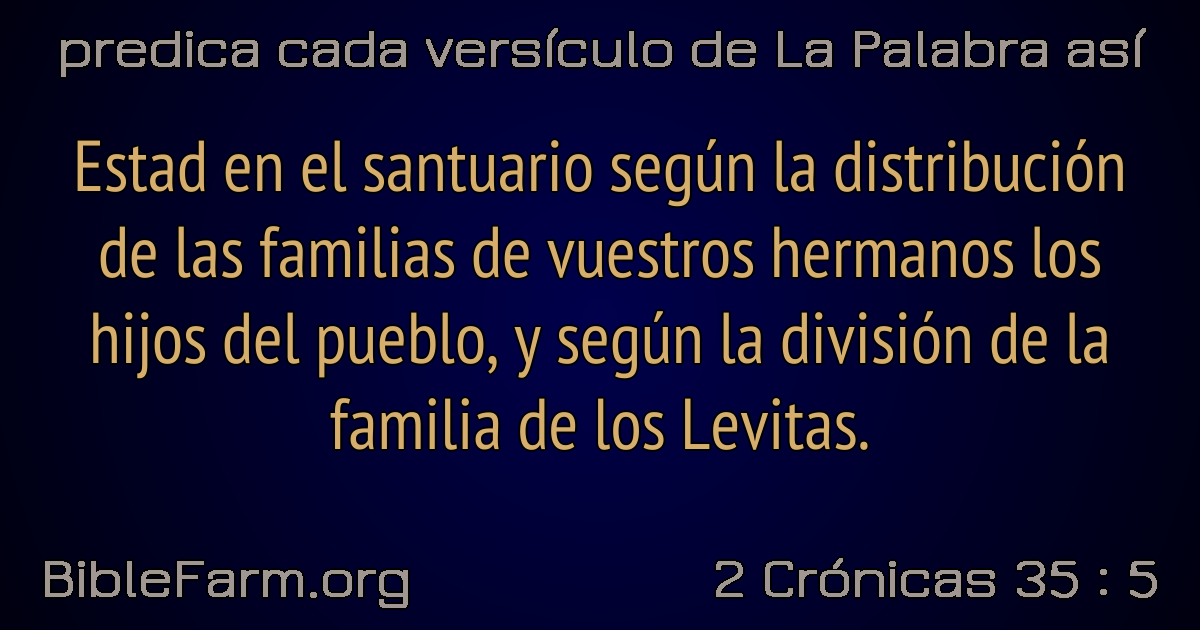 predica cada versículo de La Palabra así
Estad en el santuario según la distribución
de las familias de vuestros hermanos los
hijos del pueblo, y según la división de la
familia de los Levitas.
BibleFarm.org
2 Crónicas 35 : 5